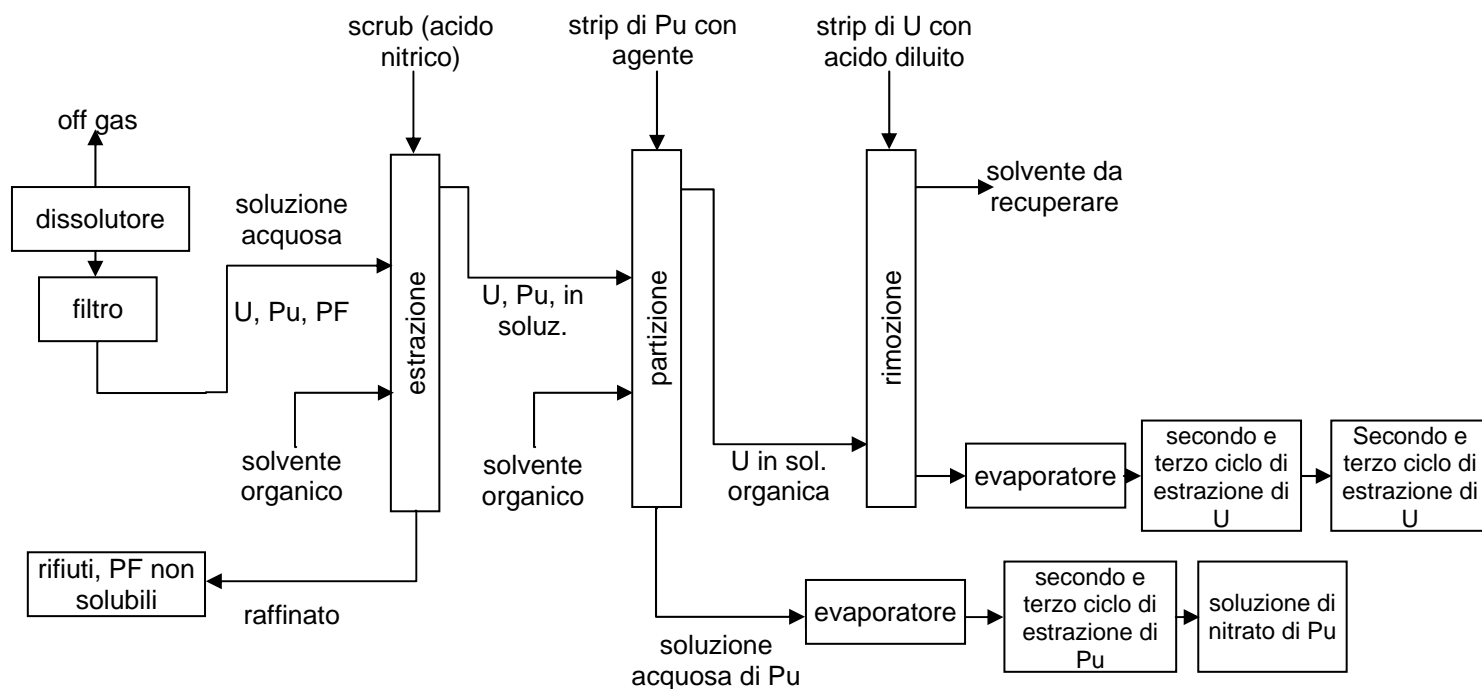 scrub (acido
nitrico)
strip di Pu con
agente
strip di U con
acido diluito
off gas
dissolutore
filtro
soluzione
acquosa
U, Pu, PF
solvente
organico
estrazione
U, Pu, in
soluz.
solvente
organico
partizione
U in sol.
organica
rimozione
solvente da
recuperare
evaporatore
secondo e
terzo ciclo di
estrazione di
U
Secondo e
terzo ciclo di
estrazione di
U
rifiuti, PF non
solubili
raffinato
soluzione
acquosa di Pu
evaporatore
secondo e
terzo ciclo di
estrazione di
Pu
soluzione di
nitrato di Pu